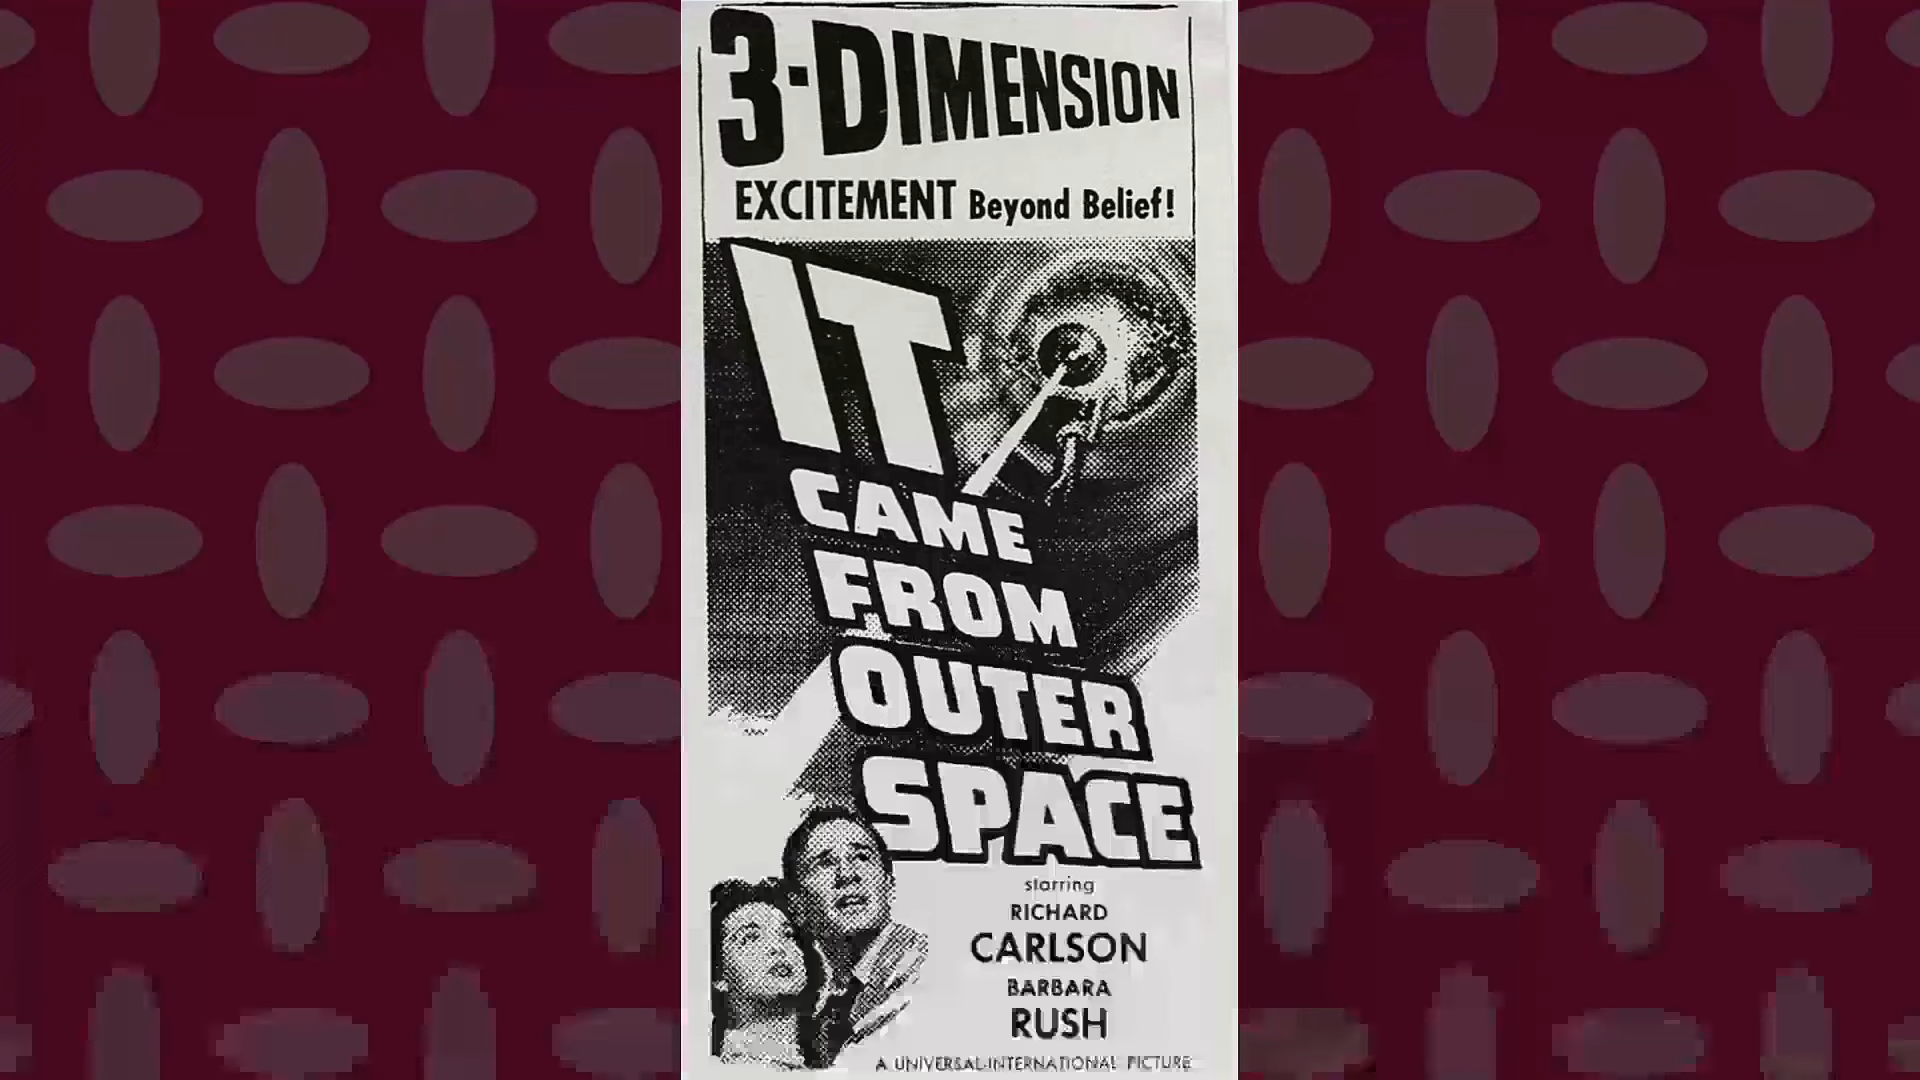 3-DIMENSION
EXCITEMENT Beyond Belief!
IT
CAME
FROM
OUTER
SPACE
starring
RICHARD
CARLSON
BARBARA
RUSH
A UNIVERSAL-INTERNATIONAL PICTURE